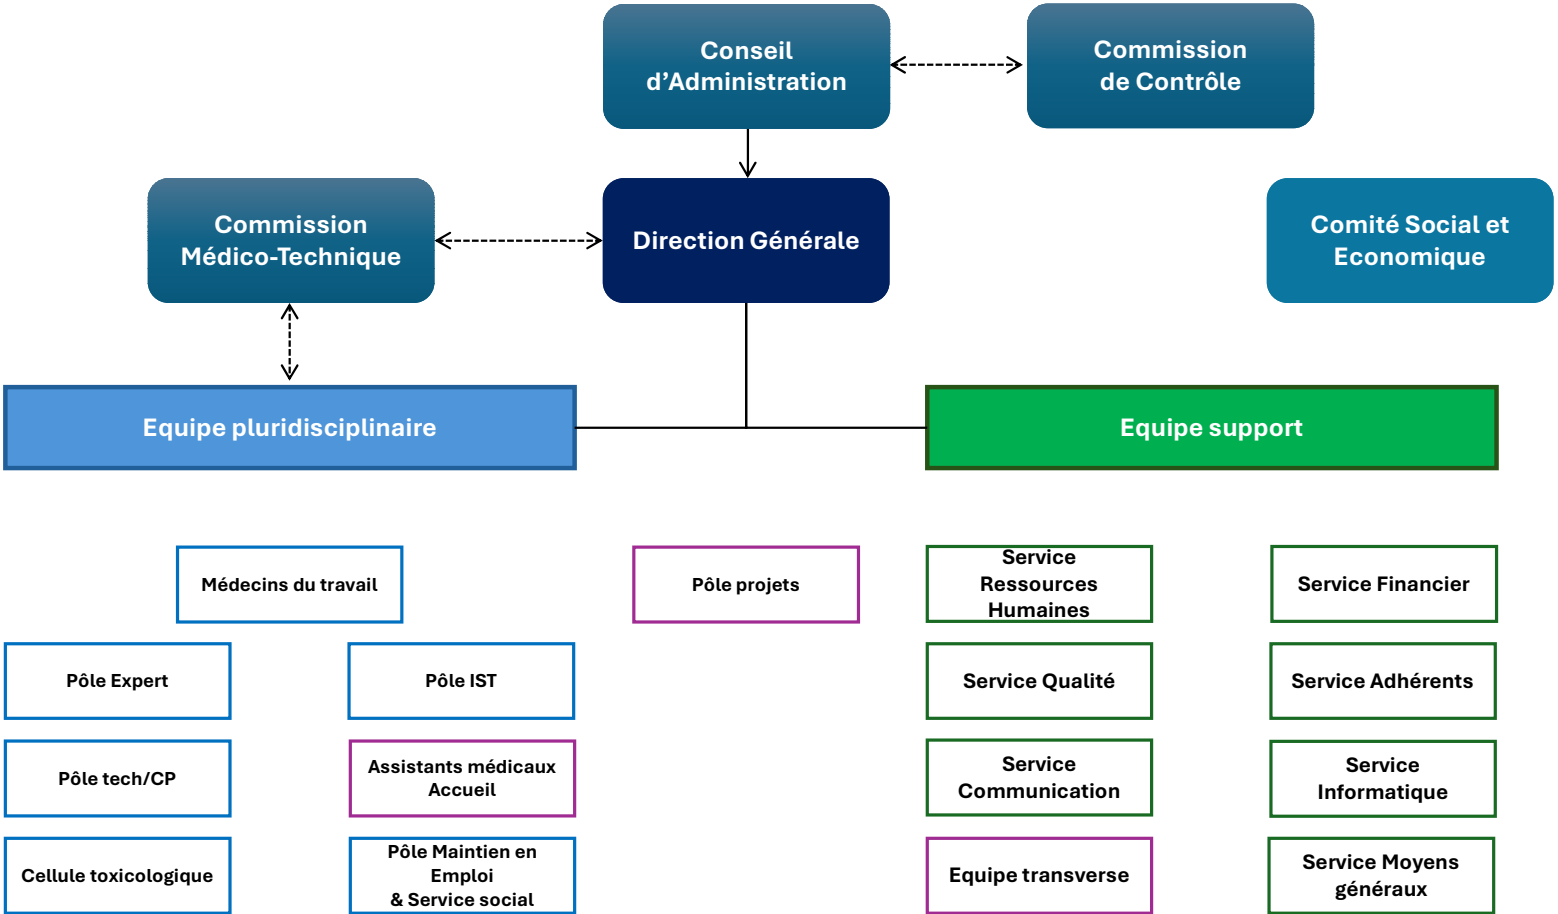 Conseil
d’Administration
Commission
de Contrôle
Commission
Médico-Technique
Direction Générale
Comité Social et
Economique
Equipe pluridisciplinaire
Equipe support
Médecins du travail
Pôle projets
Service
Ressources
Humaines
Service Financier
Pôle Expert
Pôle IST
Service Qualité
Service Adhérents
Pôle tech/CP
Assistants médicaux
Accueil
Service
Communication
Service
Informatique
Cellule toxicologique
Pôle Maintien en
Emploi
& Service social
Equipe transverse
Service Moyens
généraux